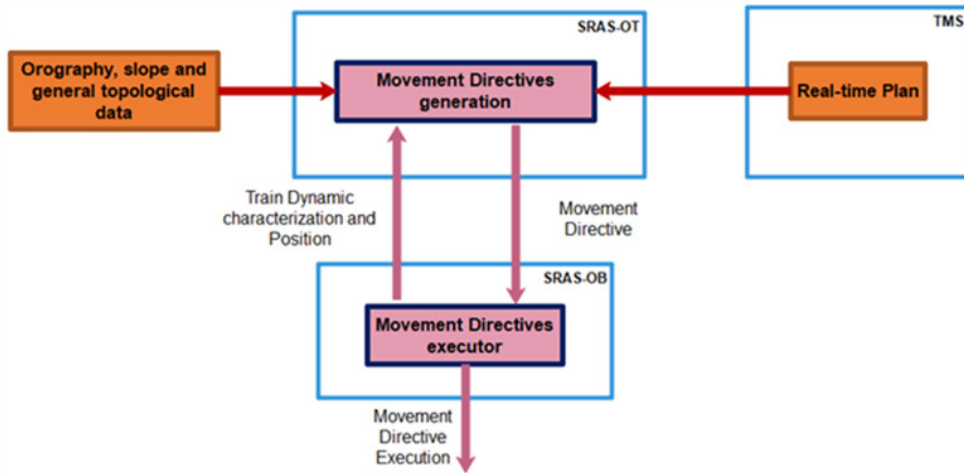 SRAS-OT
TMS
Orography, slope and
general topological
data
Movement Directives
generation
Real-time Plan
Train Dynamic
characterization and
Position
Movement
Directive
SRAS-OB
Movement Directives
executor
Movement
Directive
Execution